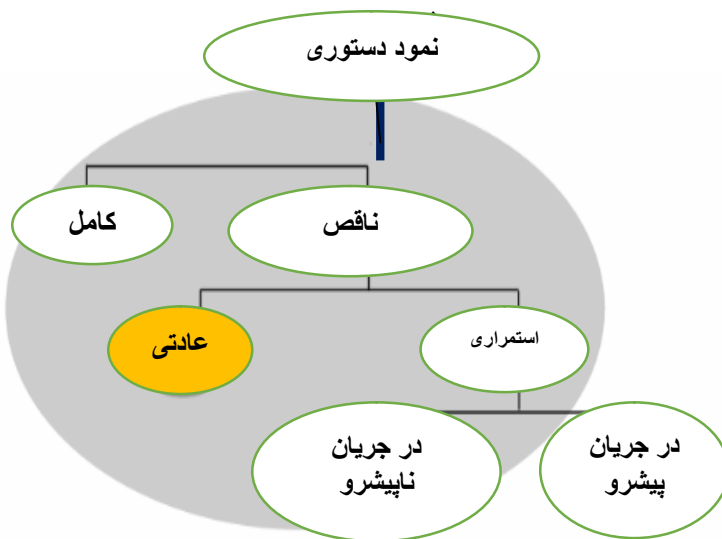 نمود دستوری
ناقص
کامل
استمراری
عادتی
در جریان
پیشرو
در جریان
ناپیشرو